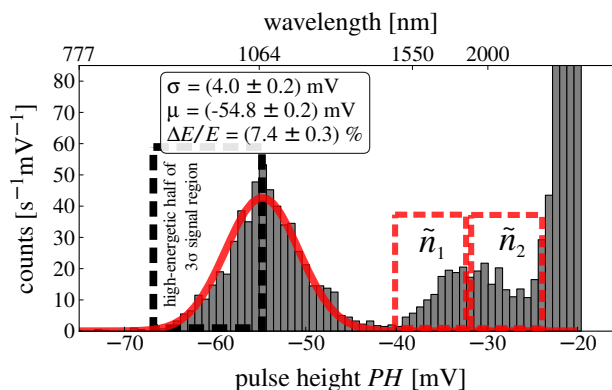 wavelength [nm]
777 1064 1550 2000
σ = (4.0 ± 0.2) mV
μ = (-54.8 ± 0.2) mV
ΔE/E = (7.4 ± 0.3) %
high-energetic half of
3σ signal region
ñ₁ ñ₂
counts [s⁻¹mV⁻¹]
80
70
60
50
40
30
20
10
0
−70 −60 −50 −40 −30 −20
pulse height PH [mV]